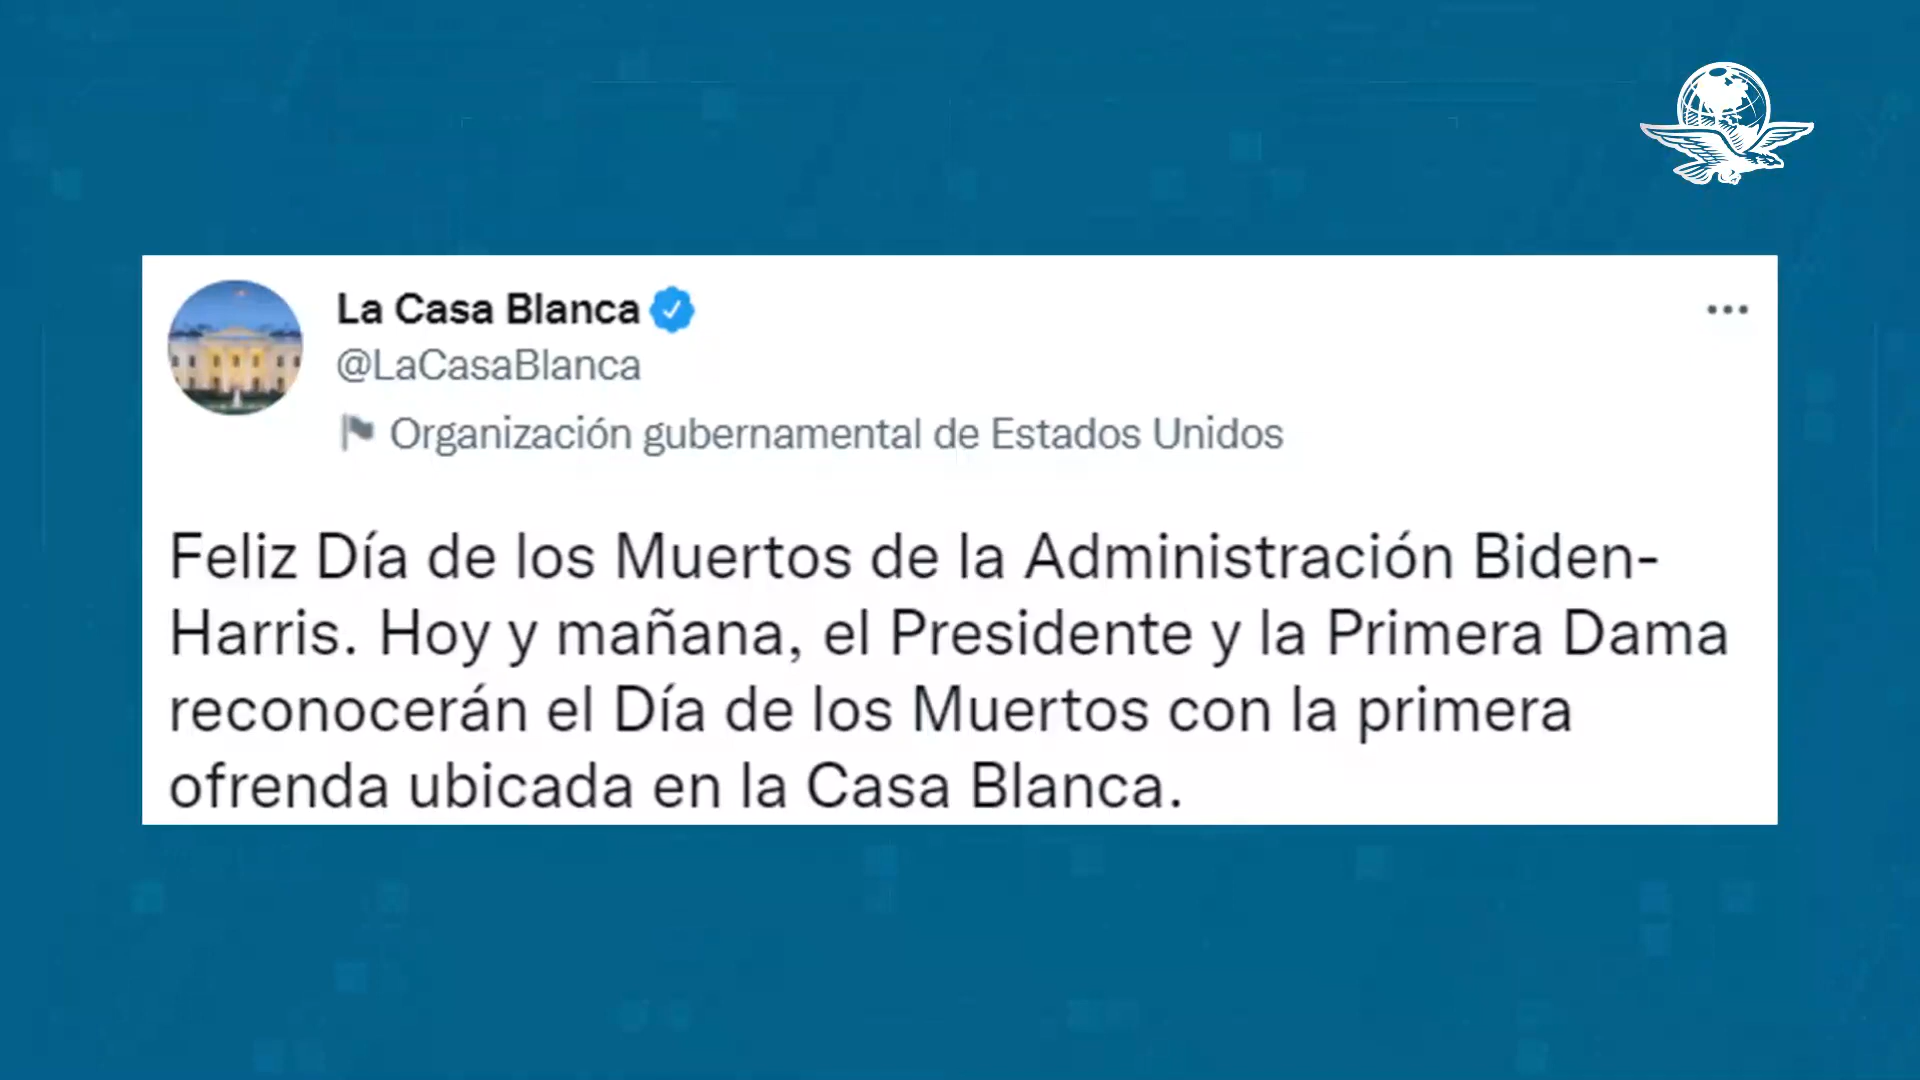 La Casa Blanca
@LaCasaBlanca
Organización gubernamental de Estados Unidos
Feliz Día de los Muertos de la Administración Biden-
Harris. Hoy y mañana, el Presidente y la Primera Dama
reconocerán el Día de los Muertos con la primera
ofrenda ubicada en la Casa Blanca.